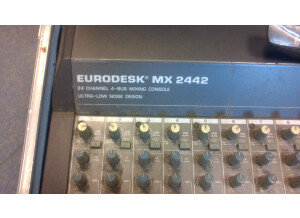 EURODESK® MX 2442
24 CHANNEL 4-BUS MIXING CONSOLE
ULTRA-LOW NOISE DESIGN